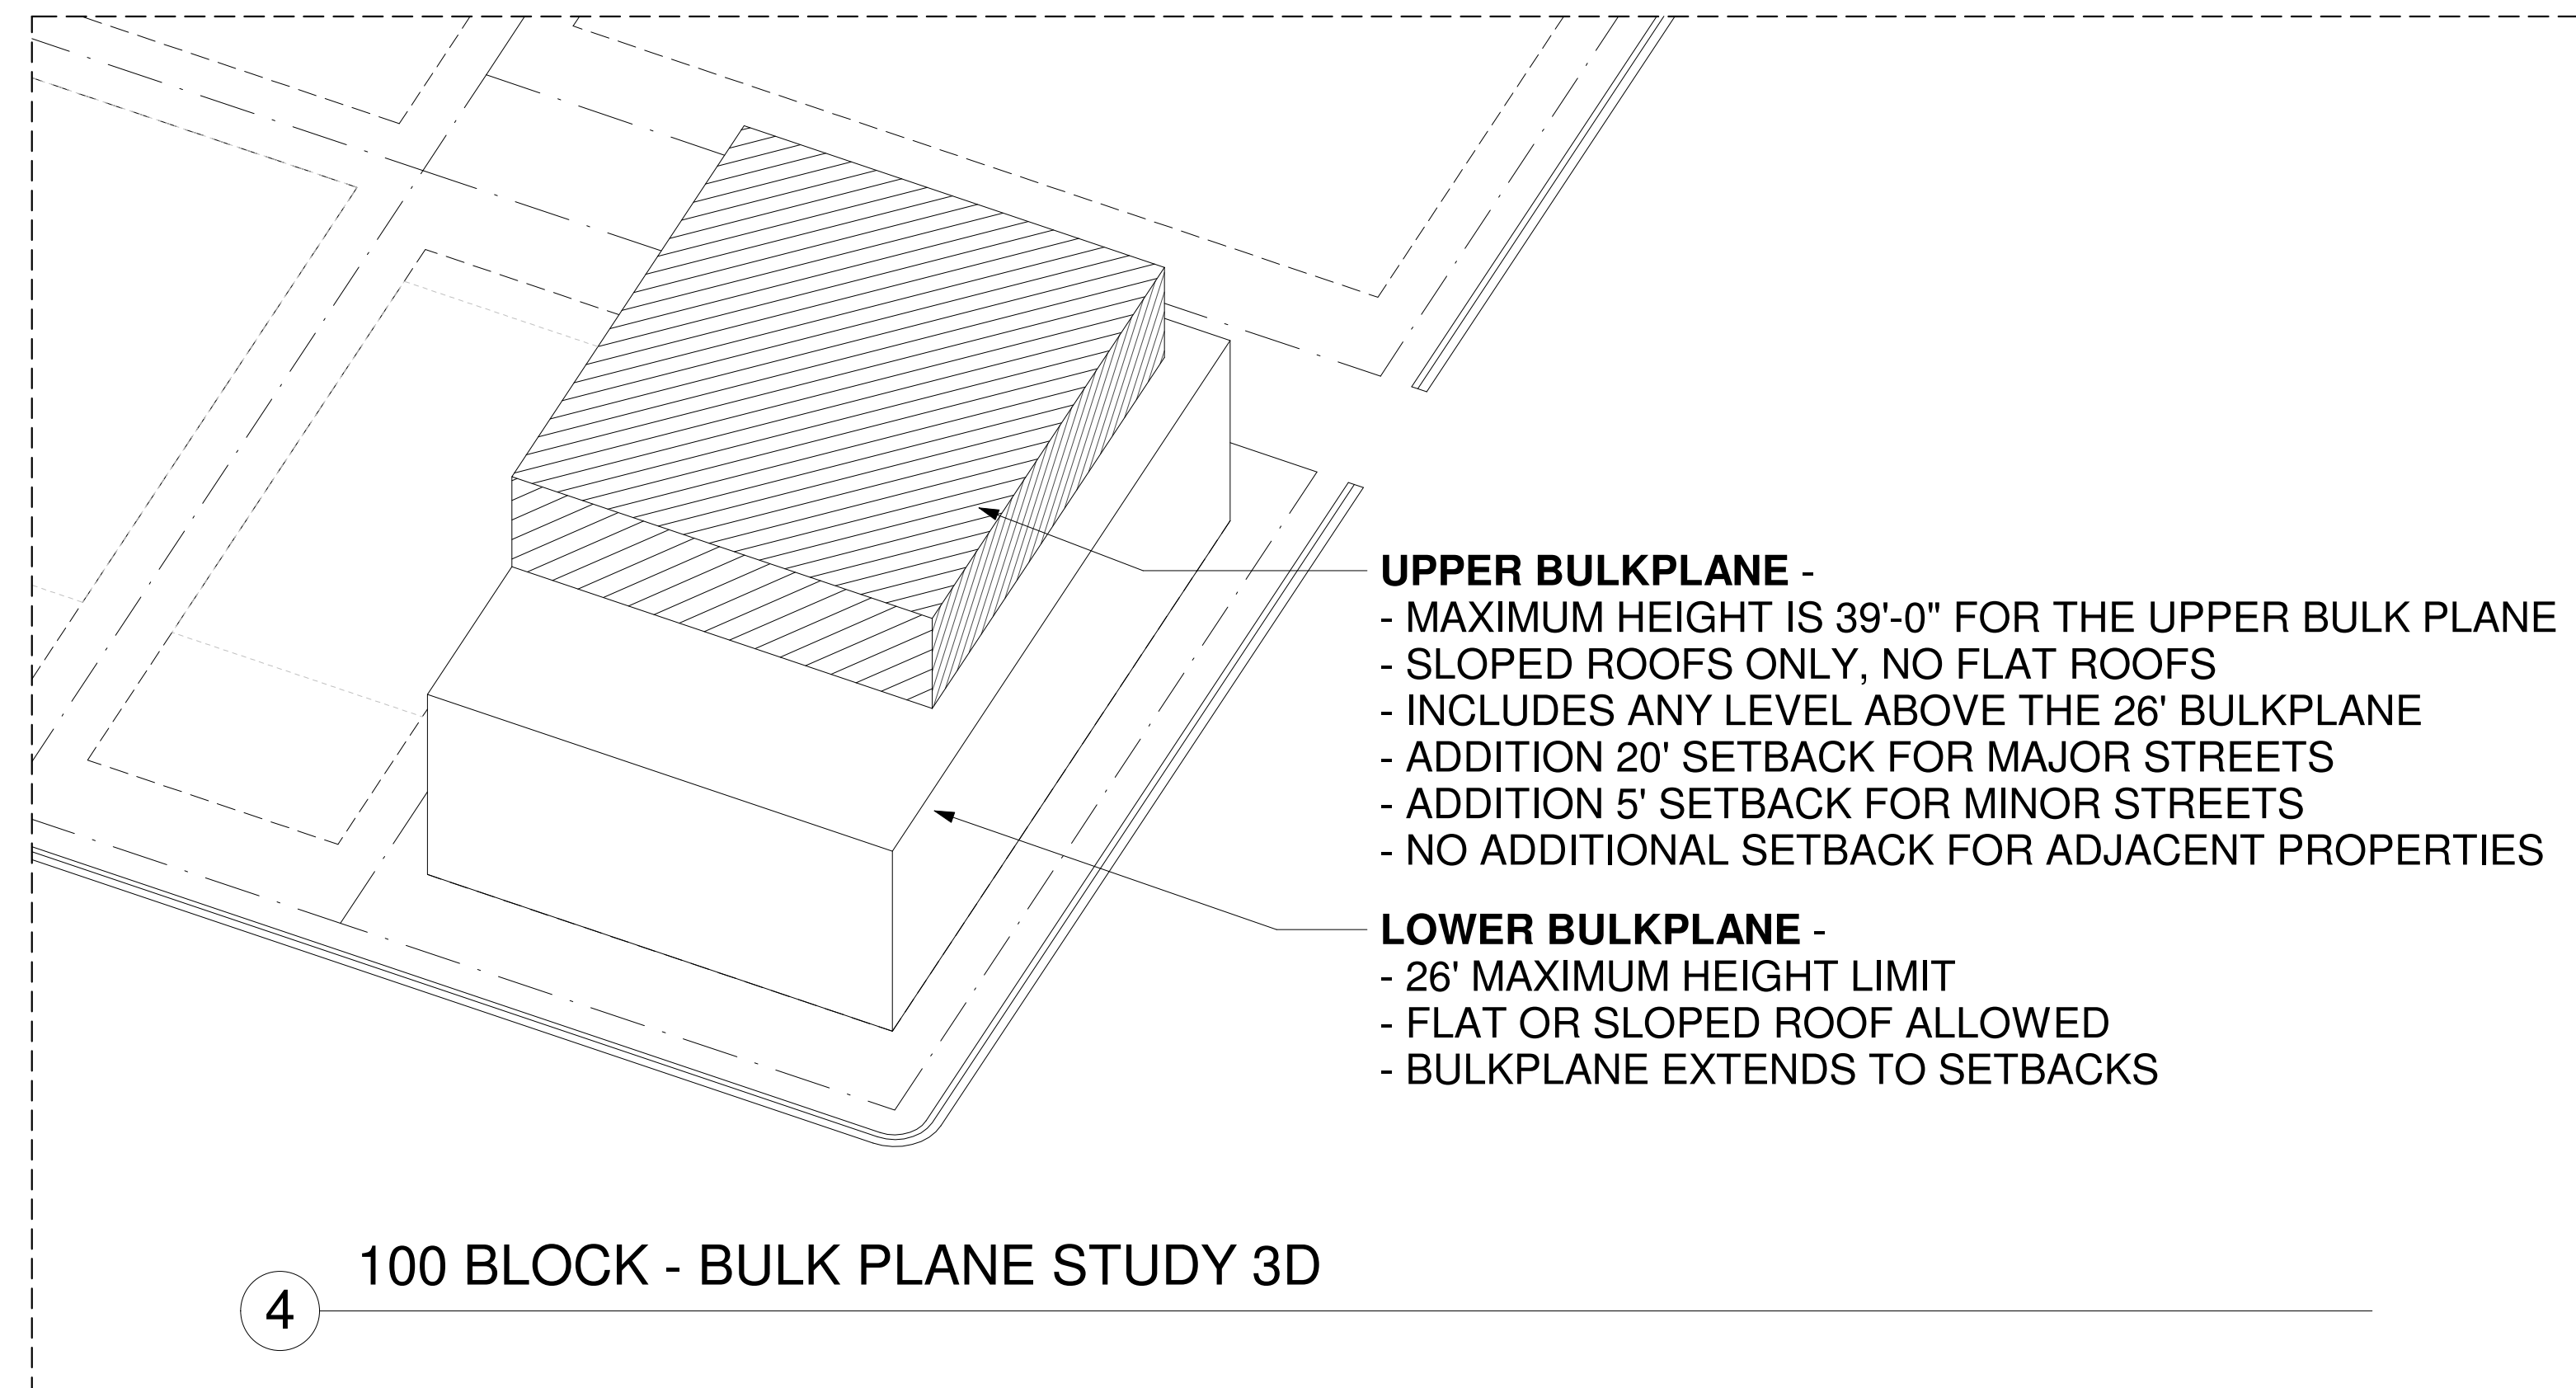 UPPER BULKPLANE -
- MAXIMUM HEIGHT IS 39'-0" FOR THE UPPER BULK PLANE
- SLOPED ROOFS ONLY, NO FLAT ROOFS
- INCLUDES ANY LEVEL ABOVE THE 26' BULKPLANE
- ADDITION 20' SETBACK FOR MAJOR STREETS
- ADDITION 5' SETBACK FOR MINOR STREETS
- NO ADDITIONAL SETBACK FOR ADJACENT PROPERTIES
LOWER BULKPLANE -
- 26' MAXIMUM HEIGHT LIMIT
- FLAT OR SLOPED ROOF ALLOWED
- BULKPLANE EXTENDS TO SETBACKS
100 BLOCK - BULK PLANE STUDY 3D
4